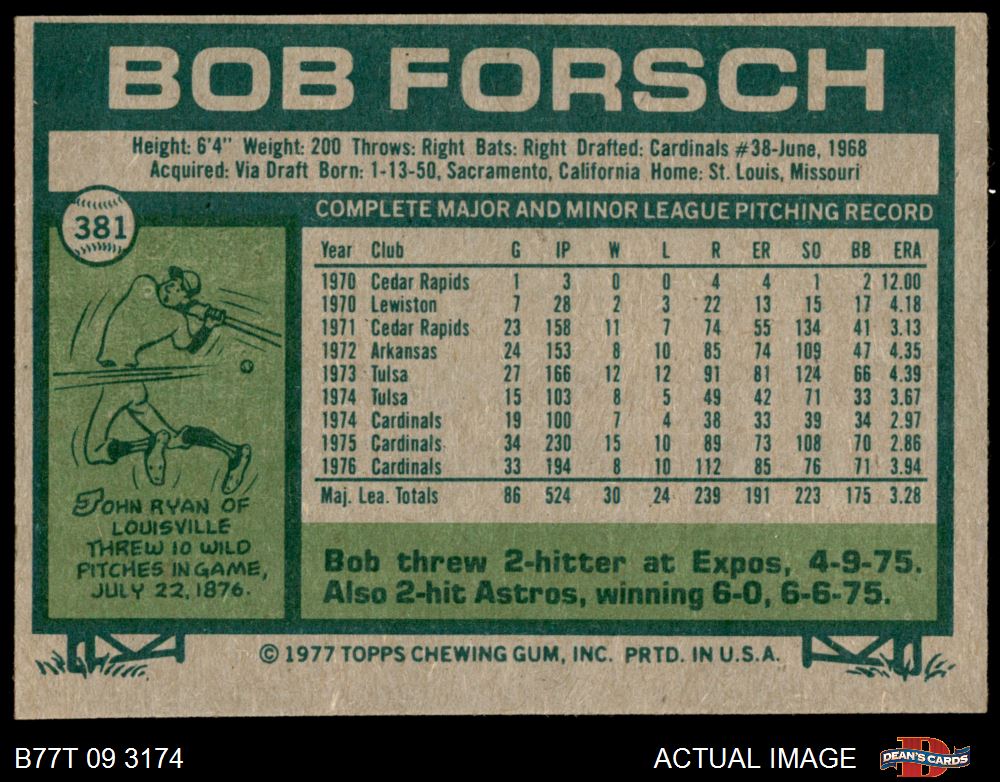 BOB FORSCH
Height: 6'4" Weight: 200 Throws: Right Bats: Right Drafted: Cardinals #38-June, 1968
Acquired: Via Draft Born: 1-13-50, Sacramento, California Home: St. Louis, Missouri
381
COMPLETE MAJOR AND MINOR LEAGUE PITCHING RECORD
Year Club G IP W L R ER SO BB ERA
1970 Cedar Rapids 1 3 0 0 4 4 1 2 12.00
1970 Lewiston 7 28 2 3 22 13 15 17 4.18
1971 Cedar Rapids 23 158 11 7 74 55 134 41 3.13
1972 Arkansas 24 153 8 10 85 74 109 47 4.35
1973 Tulsa 27 166 12 12 91 81 124 66 4.39
1974 Tulsa 15 103 8 5 49 42 71 33 3.67
1974 Cardinals 19 100 7 4 38 33 39 34 2.97
1975 Cardinals 34 230 15 10 89 73 108 70 2.86
1976 Cardinals 33 194 8 10 112 85 76 71 3.94
Maj. Lea. Totals 86 524 30 24 239 191 223 175 3.28
JOHN RYAN OF
LOUISVILLE
THREW 10 WILD
PITCHES IN GAME,
JULY 22, 1876.
Bob threw 2-hitter at Expos, 4-9-75.
Also 2-hit Astros, winning 6-0, 6-6-75.
© 1977 TOPPS CHEWING GUM, INC. PRTD. IN U.S.A.
B77T 09 3174
ACTUAL IMAGE
D
DEAN'S CARDS